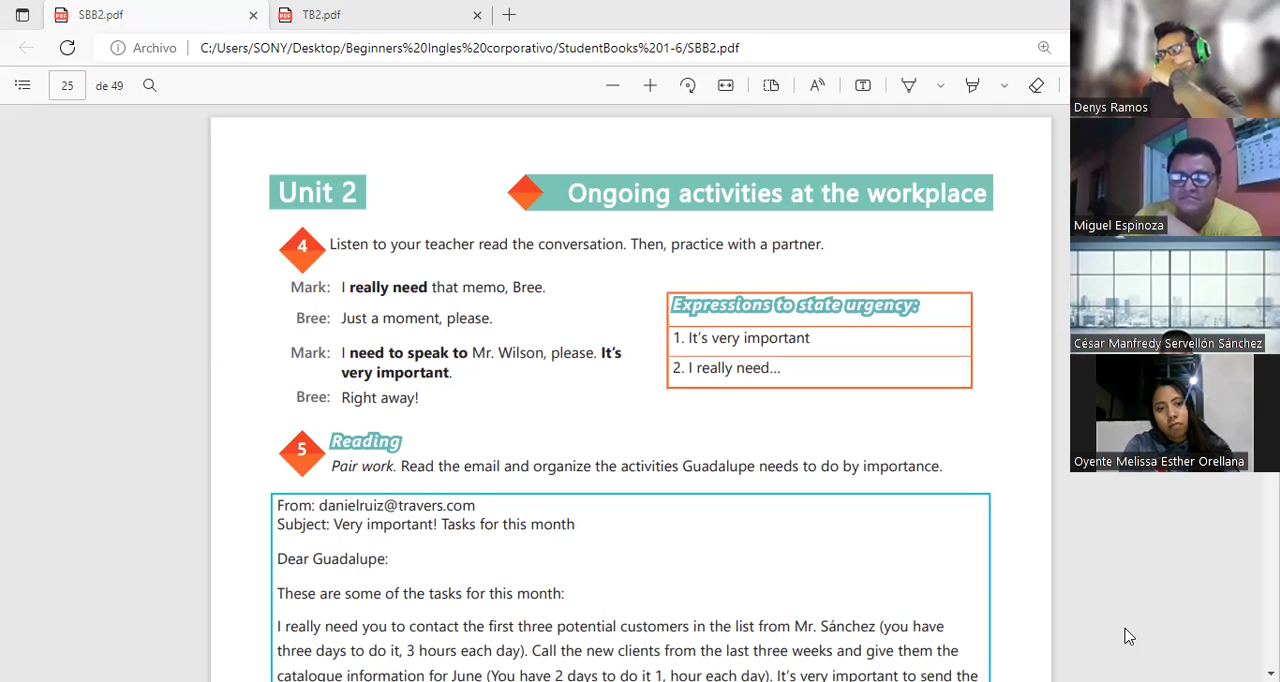 SBB2.pdf
TB2.pdf
Archivo
C:/Users/SONY/Desktop/Beginners%20Ingles%20corporativo/StudentBooks%201-6/SBB2.pdf
25 de 49
Unit 2
Ongoing activities at the workplace
4 Listen to your teacher read the conversation. Then, practice with a partner.
Mark: I really need that memo, Bree.
Bree: Just a moment, please.
Mark: I need to speak to Mr. Wilson, please. It's
very important.
Bree: Right away!
Expressions to state urgency:
1. It's very important
2. I really need...
5 Reading
Pair work. Read the email and organize the activities Guadalupe needs to do by importance.
From: danielruiz@travers.com
Subject: Very important! Tasks for this month
Dear Guadalupe:
These are some of the tasks for this month:
I really need you to contact the first three potential customers in the list from Mr. Sánchez (you have
three days to do it, 3 hours each day). Call the new clients from the last three weeks and give them the
catalogue information for June (You have 2 days to do it 1, hour each day). It's very important to send the
Denys Ramos
Miguel Espinoza
César Manfredy Servellón Sánchez
Oyente Melissa Esther Orellana